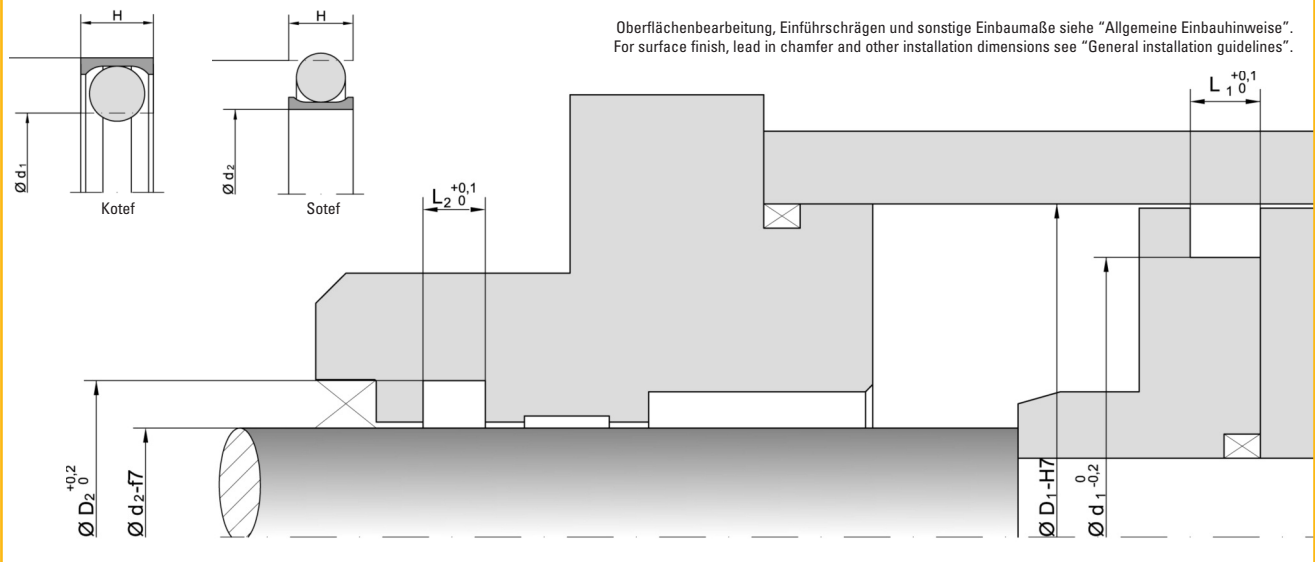 H
H
Oberflächenbearbeitung, Einführschrägen und sonstige Einbaumaße siehe “Allgemeine Einbauhinweise”.
For surface finish, lead in chamfer and other installation dimensions see “General installation guidelines”.
L 1 +0,1 0
Ø d1
Ø d2
Kotef
Sotef
L2 +0,1 0
Ø D2 +0,2 0
Ø d2-f7
Ø D1-H7
Ø d1 0 -0,2